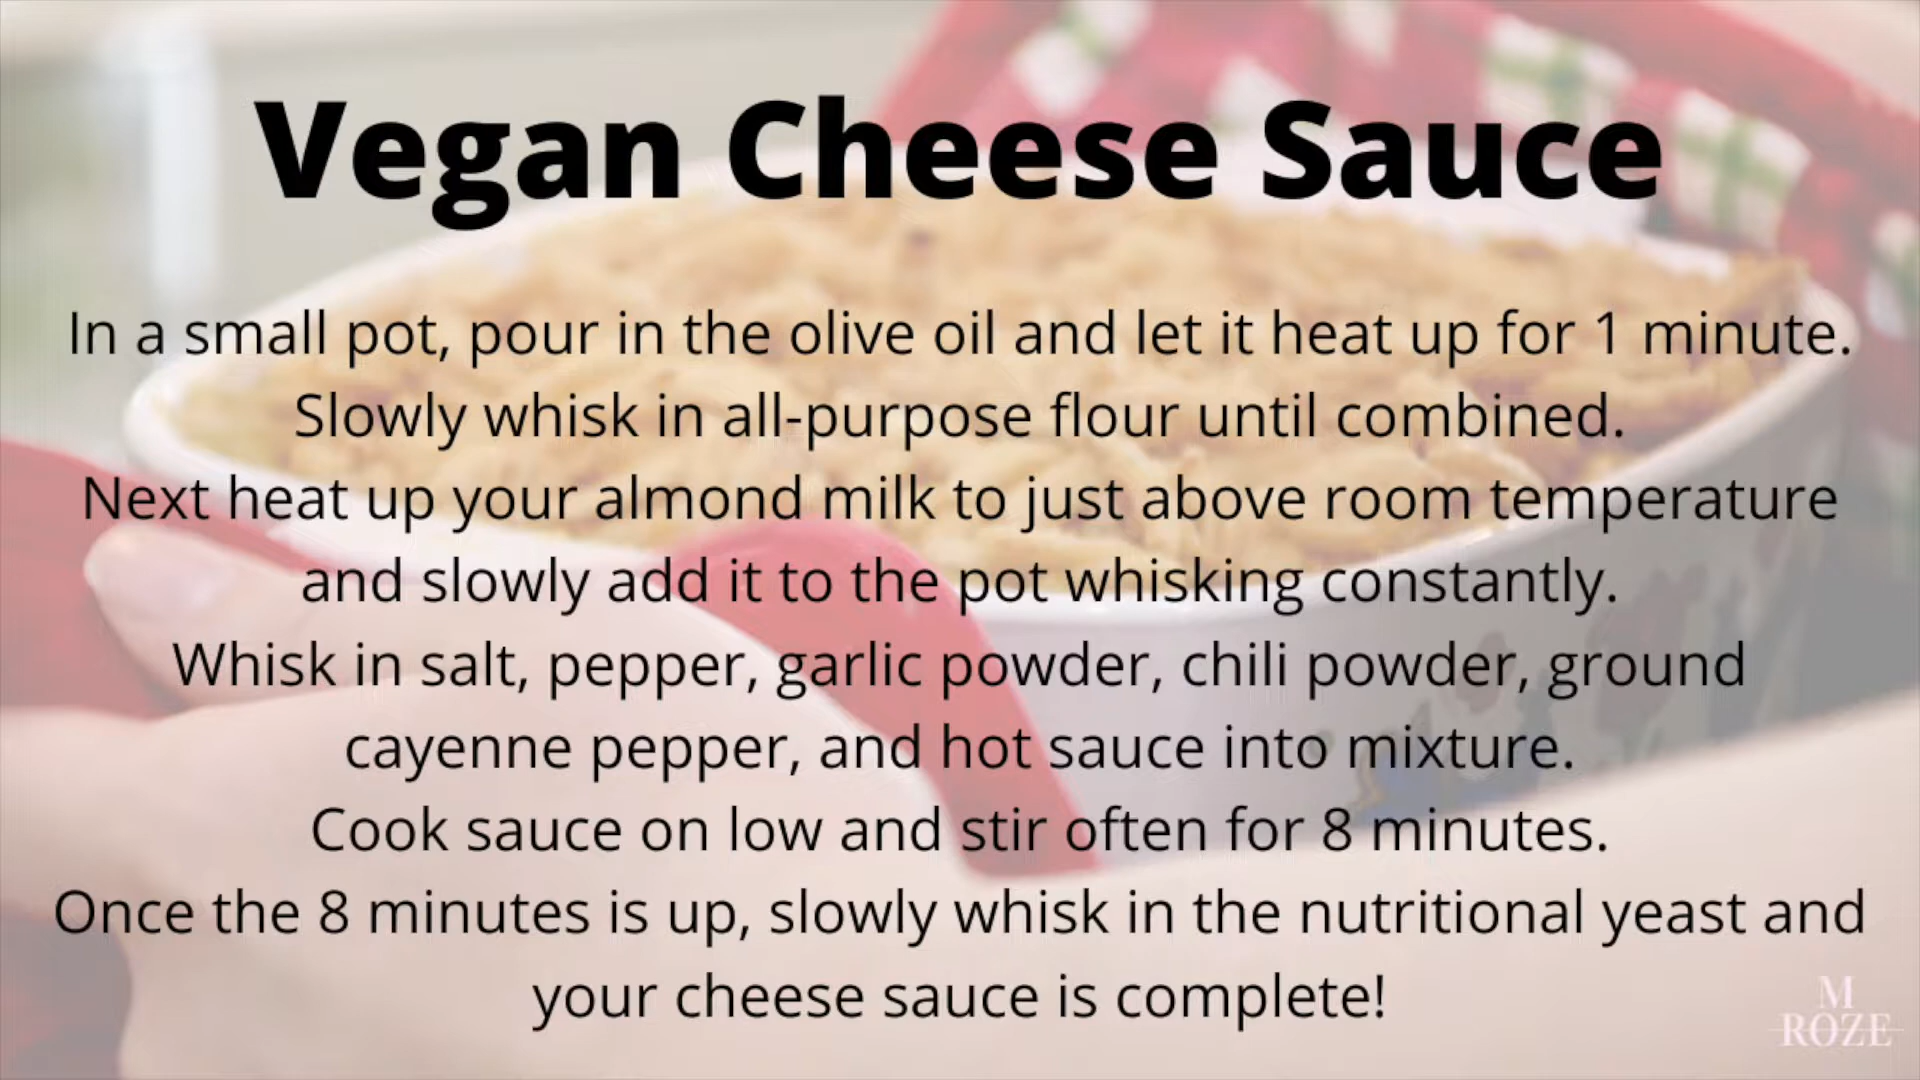 Vegan Cheese Sauce
In a small pot, pour in the olive oil and let it heat up for 1 minute.
Slowly whisk in all-purpose flour until combined.
Next heat up your almond milk to just above room temperature
and slowly add it to the pot whisking constantly.
Whisk in salt, pepper, garlic powder, chili powder, ground
cayenne pepper, and hot sauce into mixture.
Cook sauce on low and stir often for 8 minutes.
Once the 8 minutes is up, slowly whisk in the nutritional yeast and
your cheese sauce is complete!
M
ROZE